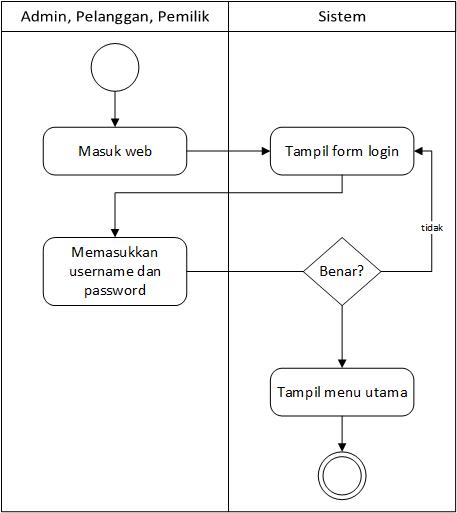 Admin, Pelanggan, Pemilik
Sistem
Masuk web
Tampil form login
tidak
Memasukkan
username dan
password
Benar?
Tampil menu utama